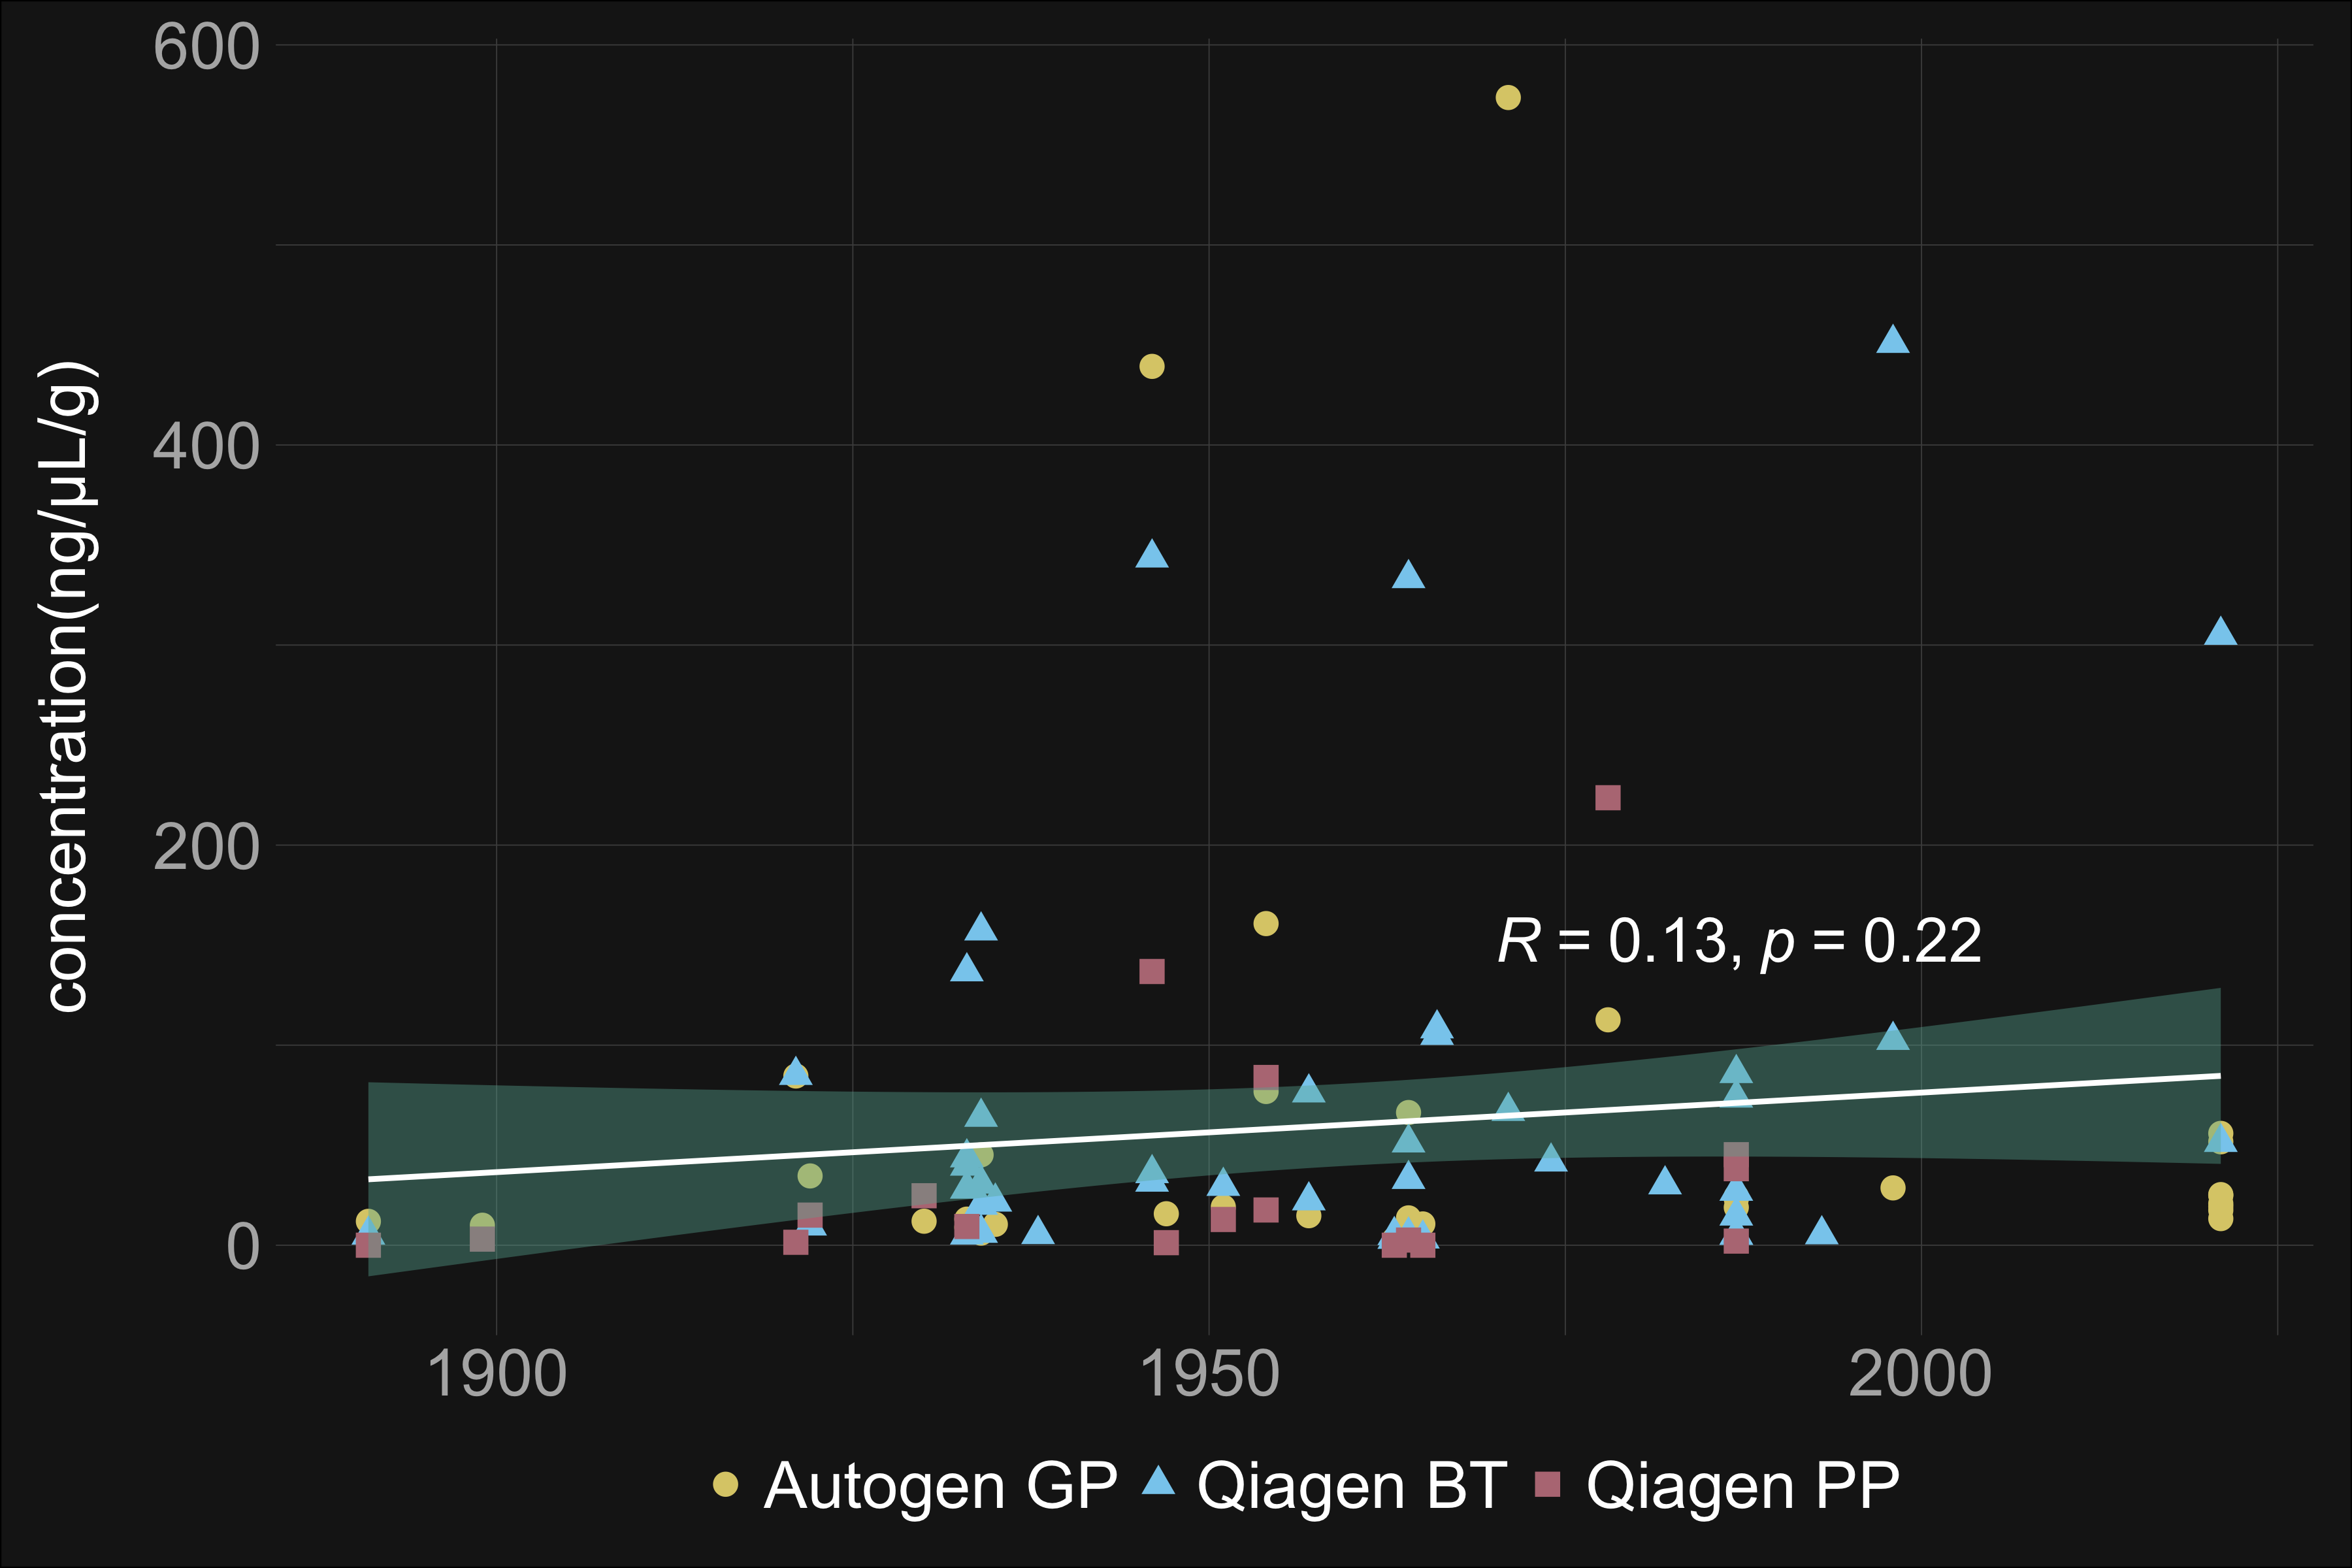 concentration(ng/µL/g)
600
400
200
0
R = 0.13, p = 0.22
1900 1950 2000
Autogen GP Qiagen BT Qiagen PP